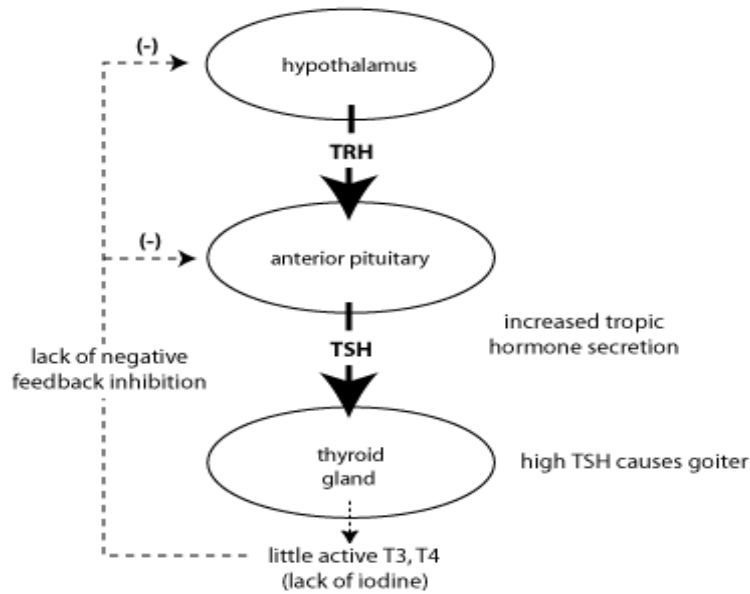 (-)
hypothalamus
TRH
(-)
anterior pituitary
increased tropic
hormone secretion
TSH
lack of negative
feedback inhibition
thyroid
gland
high TSH causes goiter
little active T3, T4
(lack of iodine)